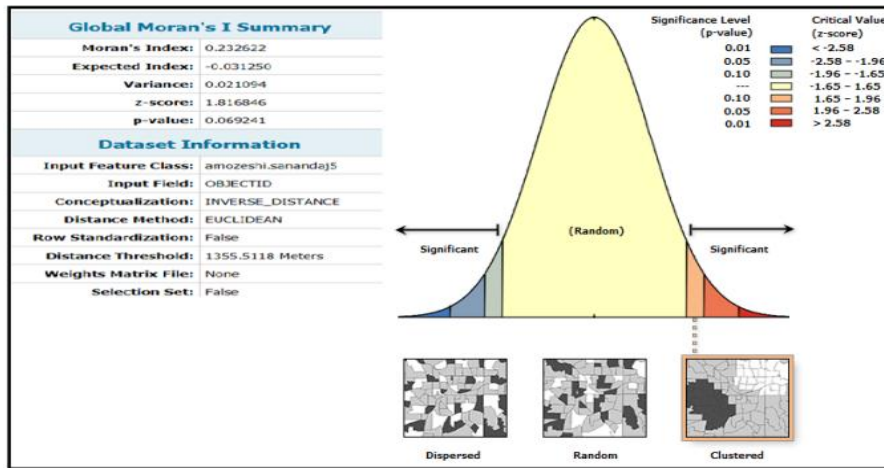 Global Moran's I Summary
Moran's Index: 0.232622
Expected Index: -0.031250
Variance: 0.021094
z-score: 1.816846
p-value: 0.069241
Dataset Information
Input Feature Class: amozeshi.sanandaj5
Input Field: OBJECTID
Conceptualization: INVERSE_DISTANCE
Distance Method: EUCLIDEAN
Row Standardization: False
Distance Threshold: 1355.5118 Meters
Weights Matrix File: None
Selection Set: False
Significance Level (p-value) Critical Value (z-score)
0.01 < -2.58
0.05 -2.58 - -1.96
0.10 -1.96 - -1.65
--- -1.65 - 1.65
0.10 1.65 - 1.96
0.05 1.96 - 2.58
0.01 > 2.58
Significant (Random) Significant
Dispersed Random Clustered